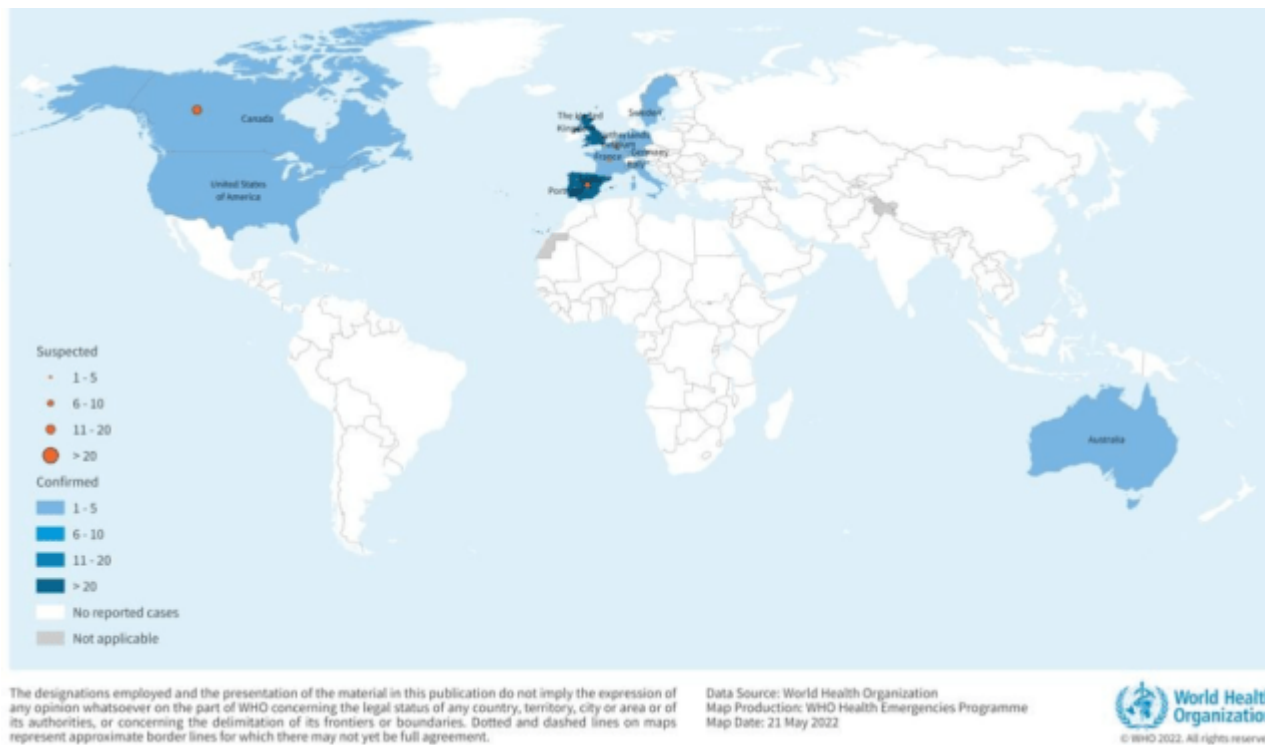 Canada
United States
of America
The United
Kingdom
Sweden
Netherlands
Belgium
Germany
France
Italy
Australia
Suspected
1 - 5
6 - 10
11 - 20
> 20
Confirmed
1 - 5
6 - 10
11 - 20
> 20
No reported cases
Not applicable
The designations employed and the presentation of the material in this publication do not imply the expression of
any opinion whatsoever on the part of WHO concerning the legal status of any country, territory, city or area or of
its authorities, or concerning the delimitation of its frontiers or boundaries. Dotted and dashed lines on maps
represent approximate border lines for which there may not yet be full agreement.
Data Source: World Health Organization
Map Production: WHO Health Emergencies Programme
Map Date: 21 May 2022
World Health
Organization
© WHO 2022. All rights reserve